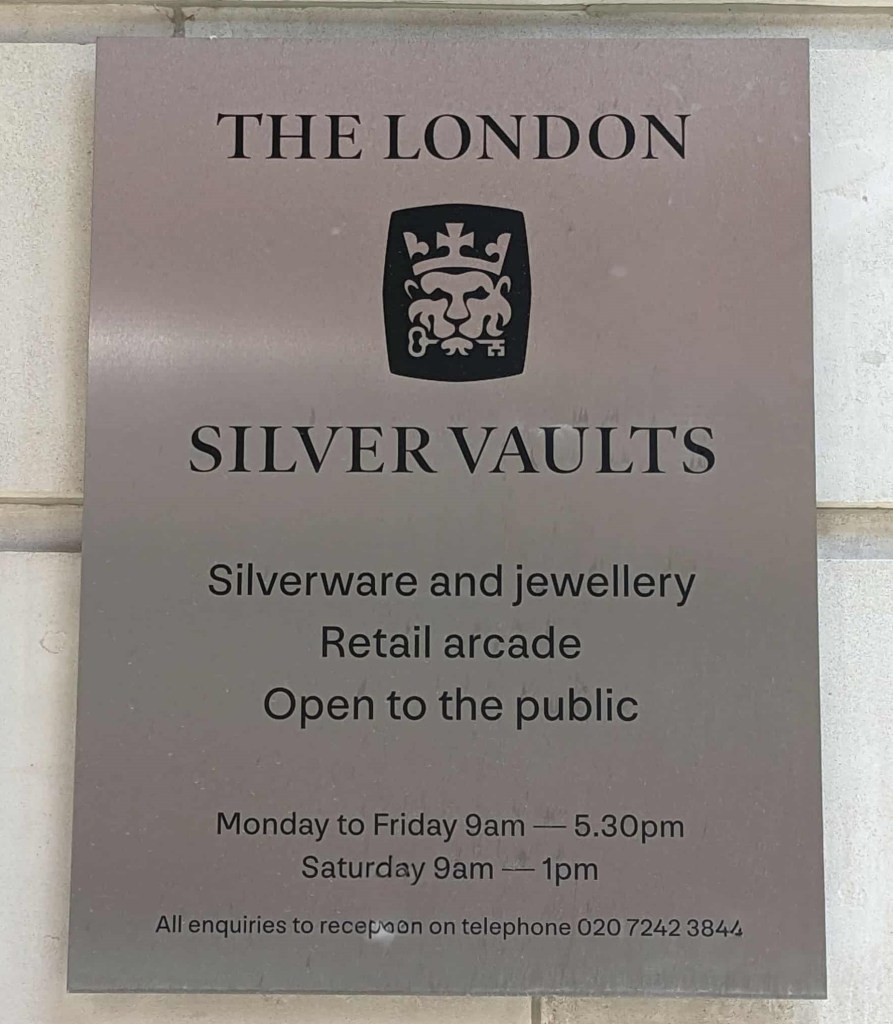 THE LONDON
SILVER VAULTS
Silverware and jewellery
Retail arcade
Open to the public
Monday to Friday 9am — 5.30pm
Saturday 9am — 1pm
All enquiries to reception on telephone 020 7242 3844